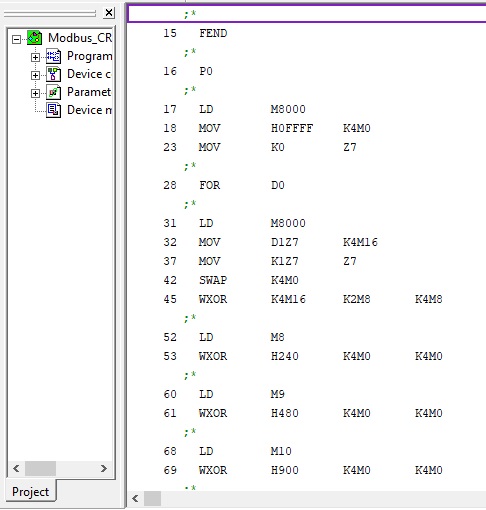 Modbus_CR
Program
Device c
Paramet
Device m
Project
;*
15 FEND
;*
16 P0
;*
17 LD M8000
18 MOV H0FFFF K4M0
23 MOV K0 Z7
;*
28 FOR D0
;*
31 LD M8000
32 MOV D1Z7 K4M16
37 MOV K1Z7 Z7
42 SWAP K4M0
45 WXOR K4M16 K2M8 K4M8
;*
52 LD M8
53 WXOR H240 K4M0 K4M0
;*
60 LD M9
61 WXOR H480 K4M0 K4M0
;*
68 LD M10
69 WXOR H900 K4M0 K4M0
;*